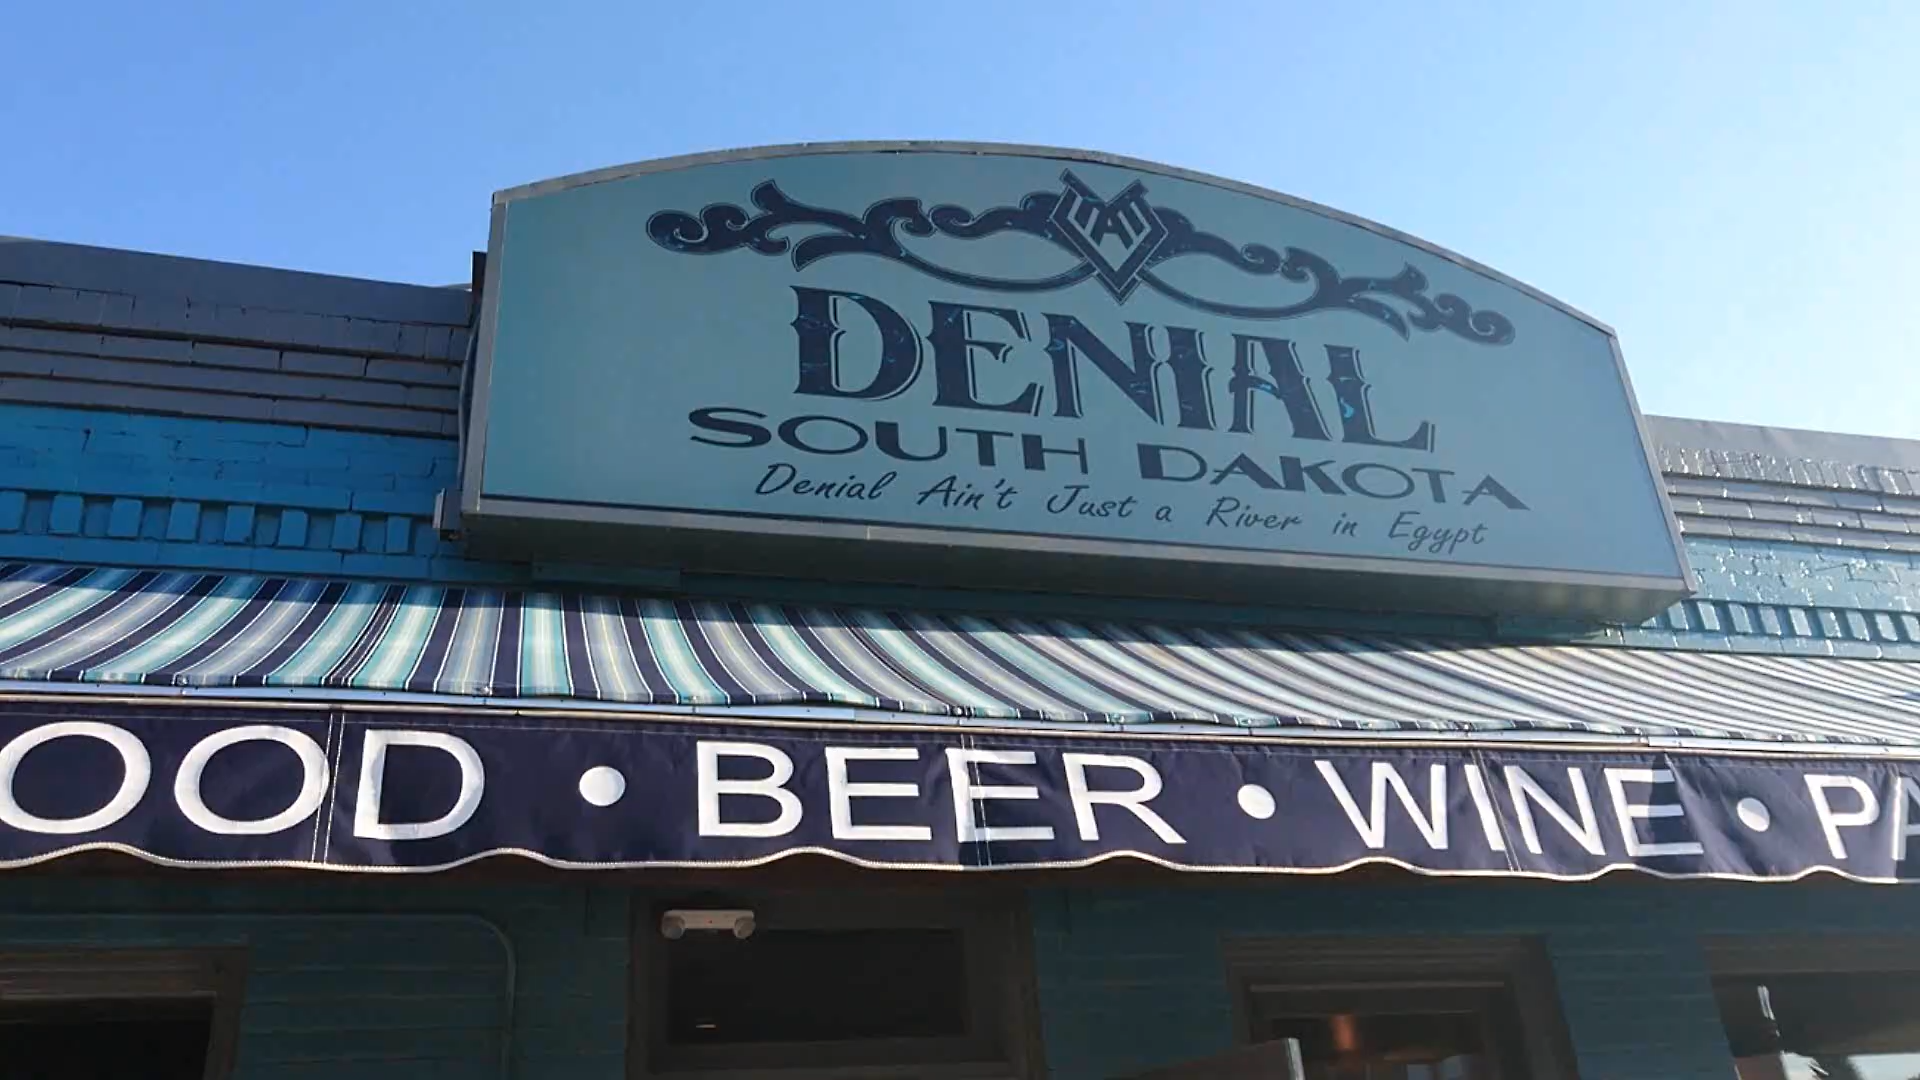 DENIAL
SOUTH DAKOTA
Denial Ain't Just a River in Egypt
OOD • BEER • WINE • PA